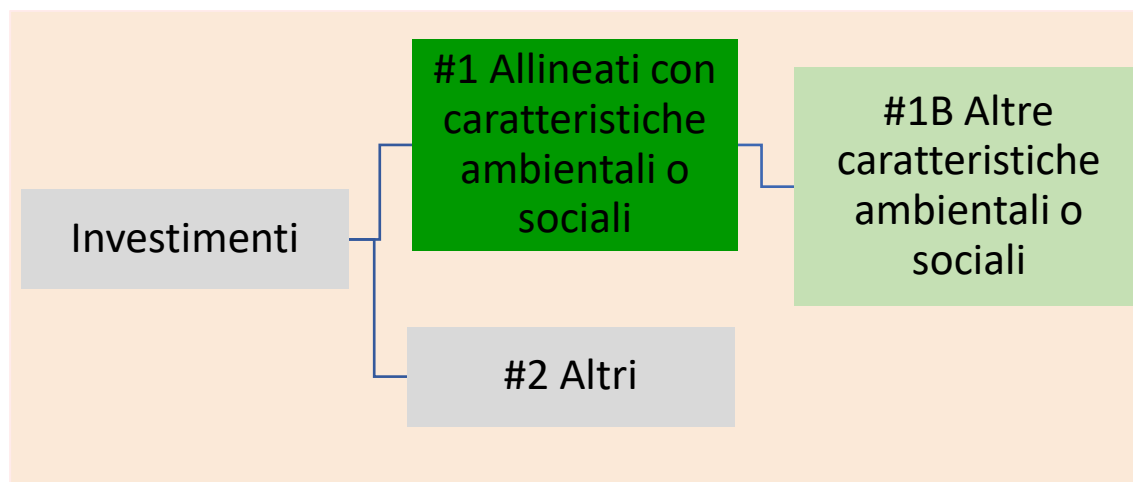 Investimenti
#1 Allineati con
caratteristiche
ambientali o
sociali
#1B Altre
caratteristiche
ambientali o
sociali
#2 Altri